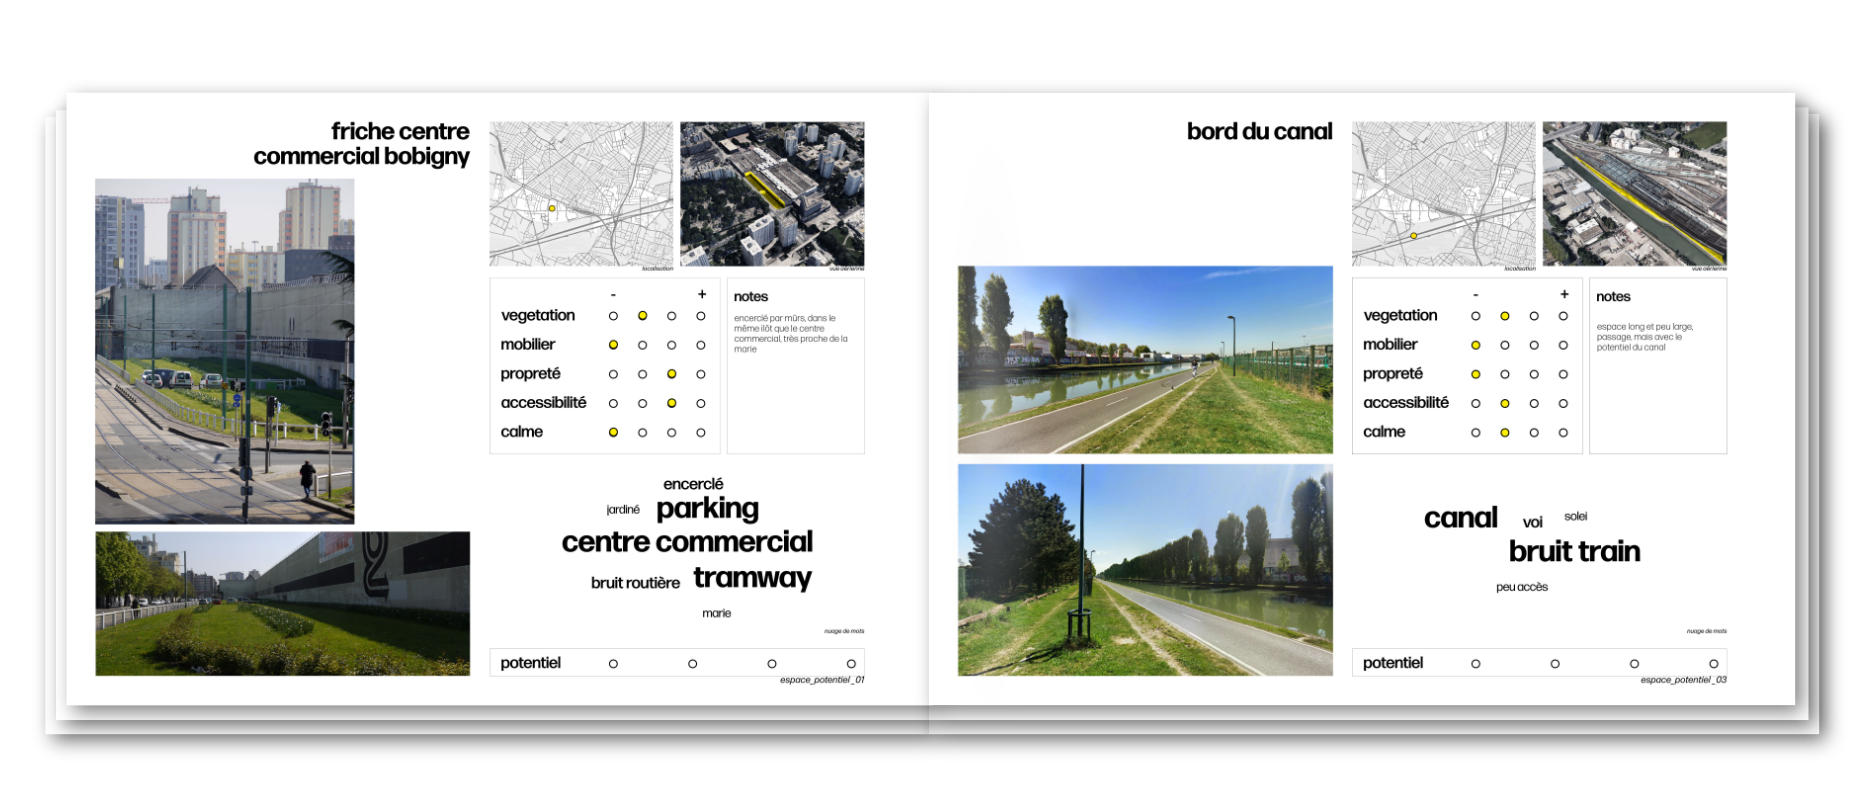 friche centre
commercial bobigny
localisation
vue aérienne
- +
vegetation
mobilier
propreté
accessibilité
calme
notes
encerclé par mûrs, dans le
même ilôt que le centre
commercial, très proche de la
marie
encerclé
jardiné parking
centre commercial
bruit routière tramway
marie
nuage de mots
potentiel
espace_potentiel_01
bord du canal
localisation
vue aérienne
- +
vegetation
mobilier
propreté
accessibilité
calme
notes
espace long et peu large,
passage, mais avec le
potentiel du canal
canal voi solei
bruit train
peu accès
nuage de mots
potentiel
espace_potentiel_03